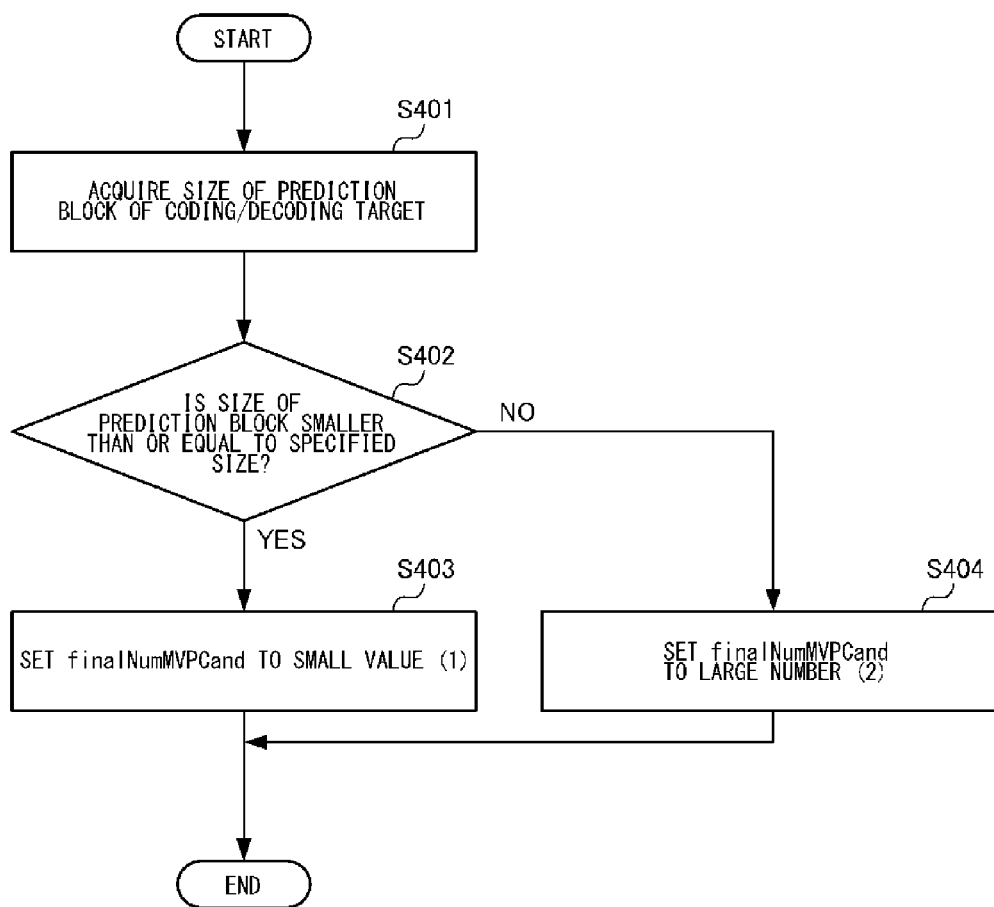 START
S401
ACQUIRE SIZE OF PREDICTION
BLOCK OF CODING/DECODING TARGET
S402
IS SIZE OF
PREDICTION BLOCK SMALLER
THAN OR EQUAL TO SPECIFIED
SIZE?
NO
YES
S403
SET finalNumMVPCand TO SMALL VALUE (1)
S404
SET finalNumMVPCand
TO LARGE NUMBER (2)
END